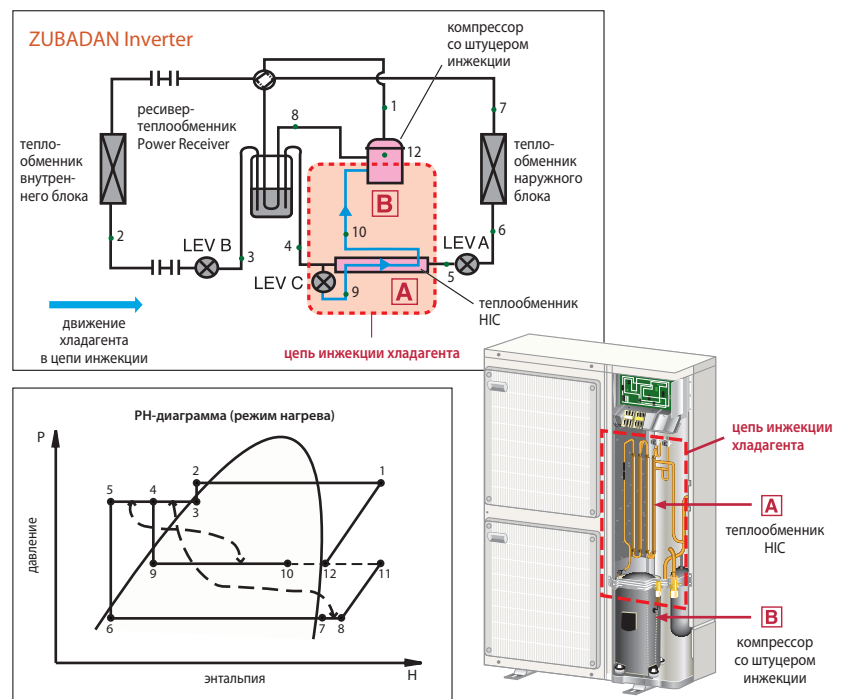 ZUBADAN Inverter
компрессор
со штуцером
инжекции
ресивер-
теплообменник
Power Receiver
тепло-
обменник
внутрен-
него блока
тепло-
обменник
наружного
блока
1
7
8
12
B
2
LEV B
3
4
10
LEV A
6
5
LEV C
9
A
теплообменник
HIC
движение
хладагента
в цепи инжекции
цепь инжекции хладагента
PH-диаграмма (режим нагрева)
P
давление
5
4
2
3
1
9
10
12
11
6
7
8
энтальпия
H
цепь инжекции
хладагента
A
теплообменник
HIC
B
компрессор
со штуцером
инжекции